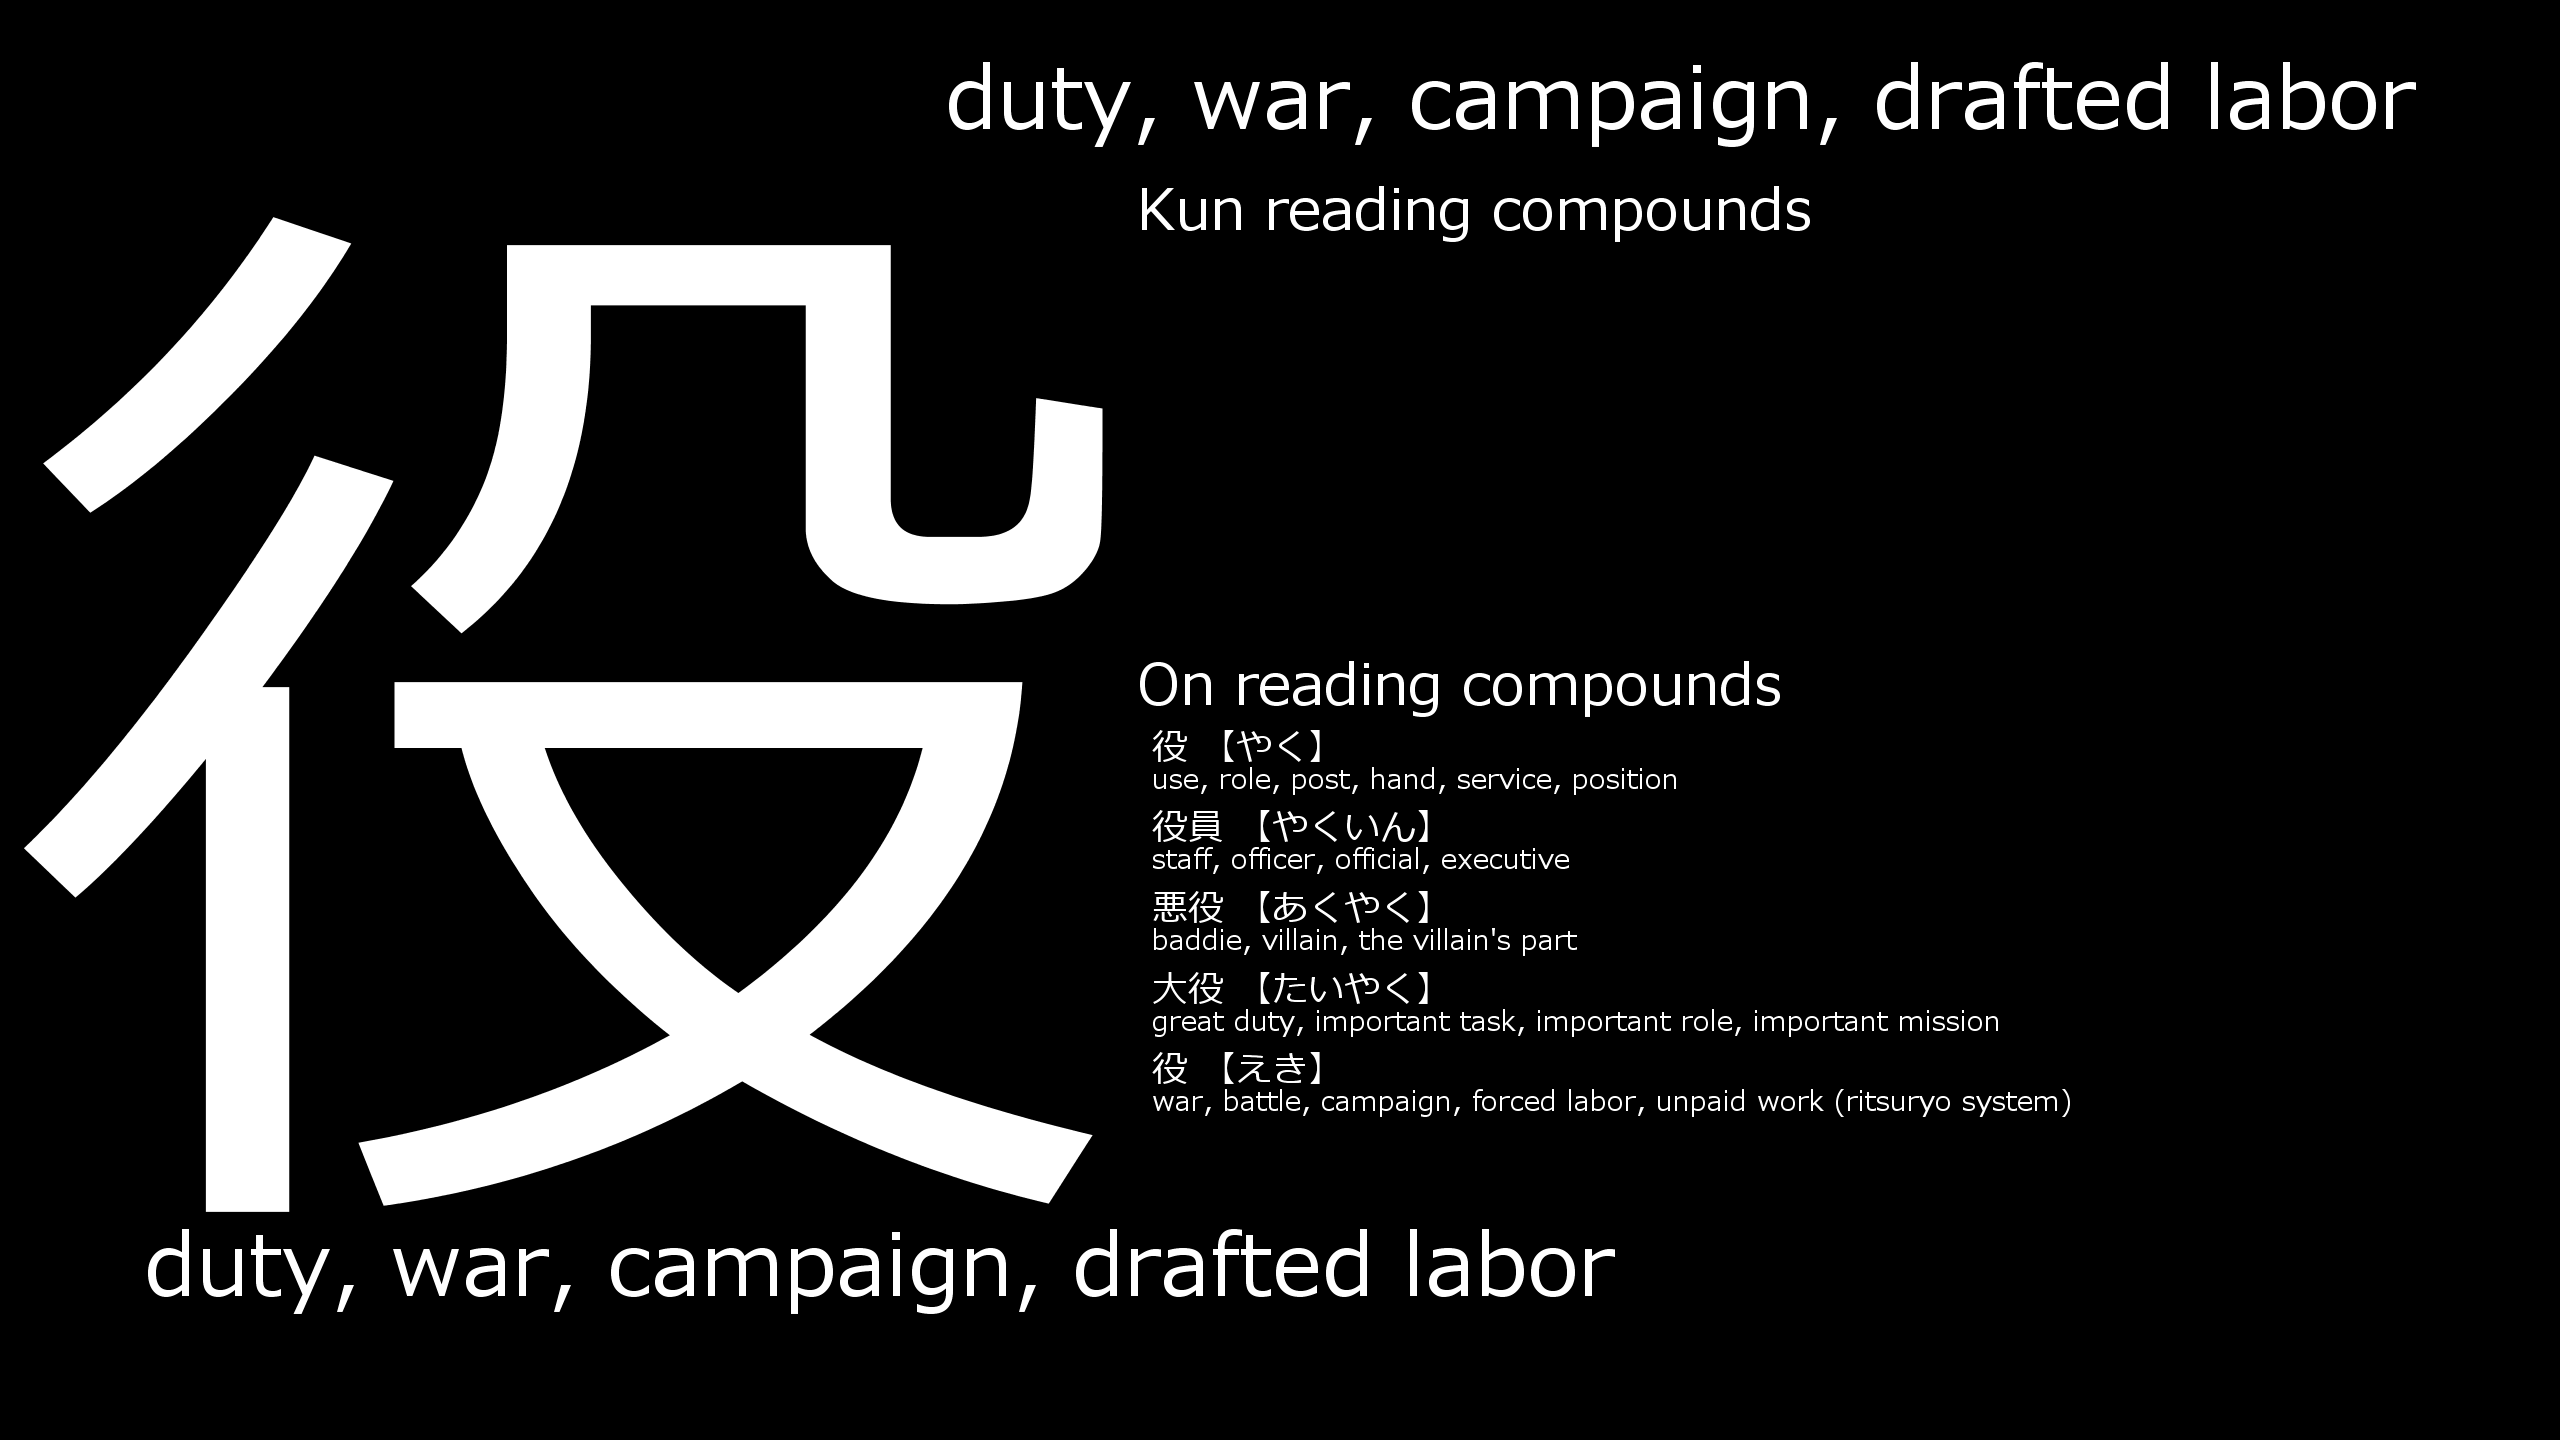 duty, war, campaign, drafted labor
Kun reading compounds
役
On reading compounds
役 【やく】
use, role, post, hand, service, position
役員 【やくいん】
staff, officer, official, executive
悪役 【あくやく】
baddie, villain, the villain's part
大役 【たいやく】
great duty, important task, important role, important mission
役 【えき】
war, battle, campaign, forced labor, unpaid work (ritsuryo system)
duty, war, campaign, drafted labor